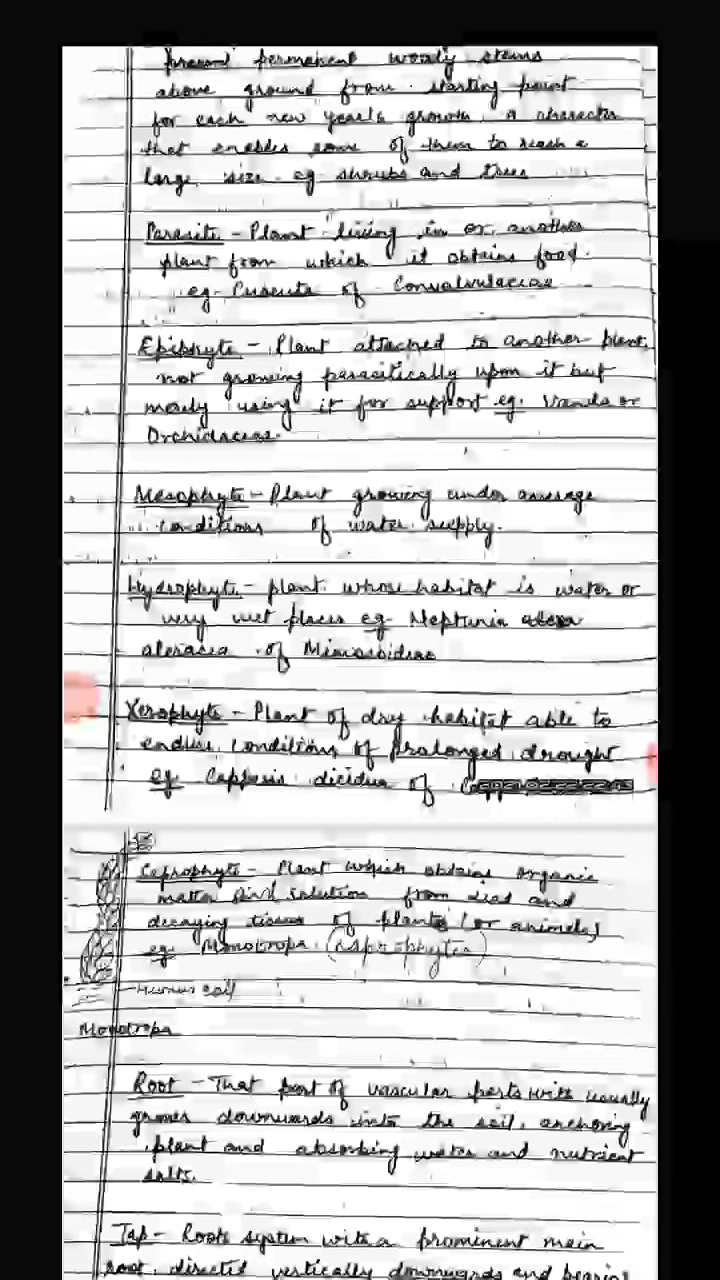 present permanent woody stems
above ground from starting point
for each new year's growth. A character
that enables some of them to reach a
large size. eg shrubs and trees
Parasite - Plant living in or another
plant from which it obtains food.
eg. Cuscuta of Convolvulaceae
Epiphyte - Plant attached to another plant,
not growing parasitically upon it but
merely using it for support eg. Vanda or
Orchidaceae
Mesophyte - Plant growing under average
conditions of water supply.
Hydrophyte - plant whose habitat is water or
very wet places eg. Neptunia
oleracea of Mimosoideae
Xerophyte - Plant of dry habitat able to
endure conditions of prolonged drought
eg. Capparis dicidua of
Saprophyte - Plant which obtains organic
matter in solution from dead and
decaying tissues of plants (or animals)
eg. Monotropa. (saprophytes)
Humus soil
Monotropa
Root - That part of vascular parts usually
grows downwards into the soil, anchoring
plant and absorbing water and nutrient
salts.
Tap - Roots system with a prominent main
root, directed vertically downwards and bearing